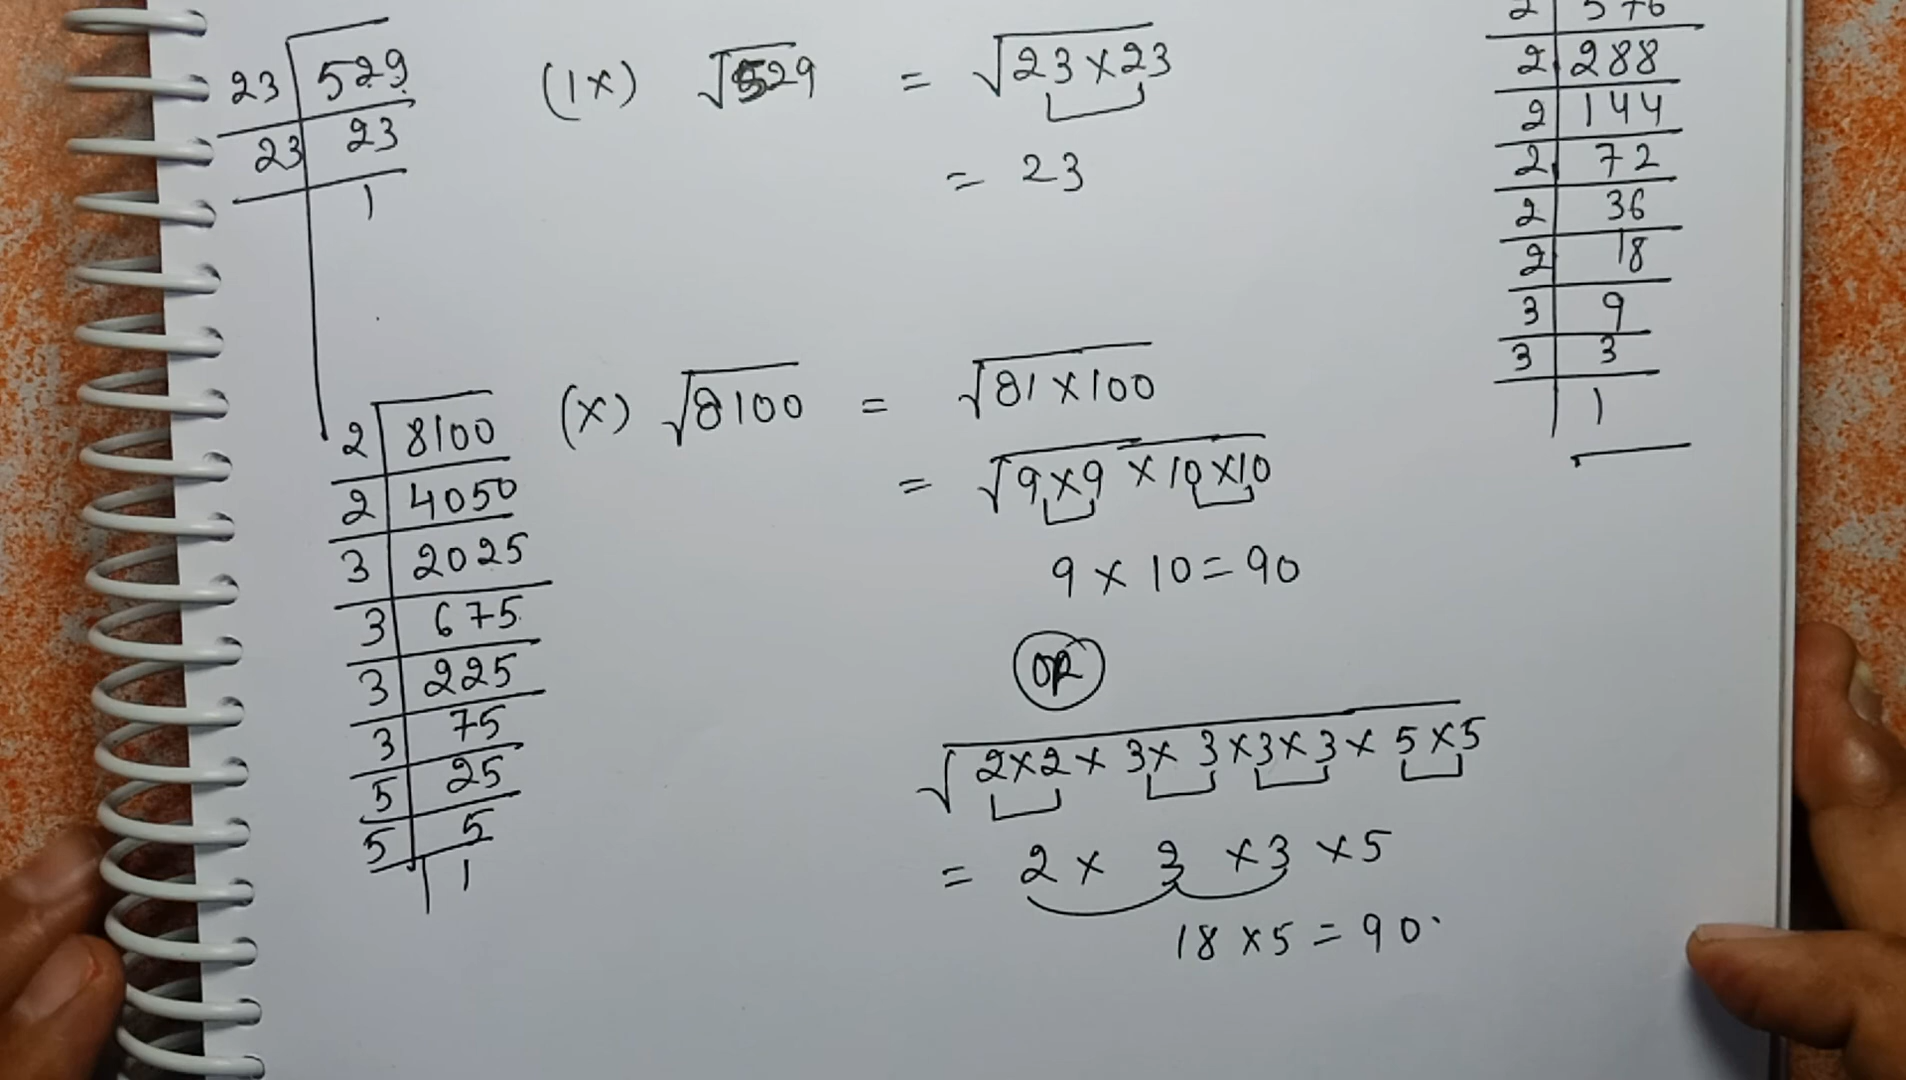 23 | 529
23 | 23
1
(ix) √529 = √23×23
= 23
2 | 8100
2 | 4050
3 | 2025
3 | 675
3 | 225
3 | 75
5 | 25
5 | 5
1
(x) √8100 = √81×100
= √9×9×10×10
9×10=90
OR
√2×2×3×3×3×3×5×5
= 2×3×3×5
18×5=90
2 | 576
2 | 288
2 | 144
2 | 72
2 | 36
2 | 18
3 | 9
3 | 3
1